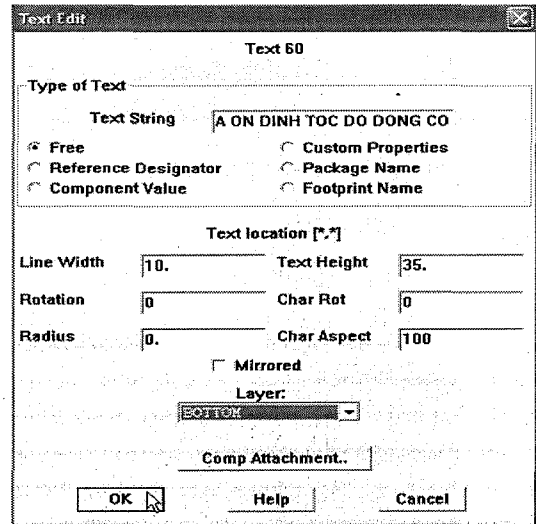 Text Edit
Text 60
Type of Text
Text String A ON DINH TOC DO DONG CO
Free Custom Properties
Reference Designator Package Name
Component Value Footprint Name
Text location [*,*]
Line Width 10. Text Height 35.
Rotation 0 Char Rot 0
Radius 0. Char Aspect 100
Mirrored
Layer:
BOTTOM
Comp Attachment..
OK Help Cancel